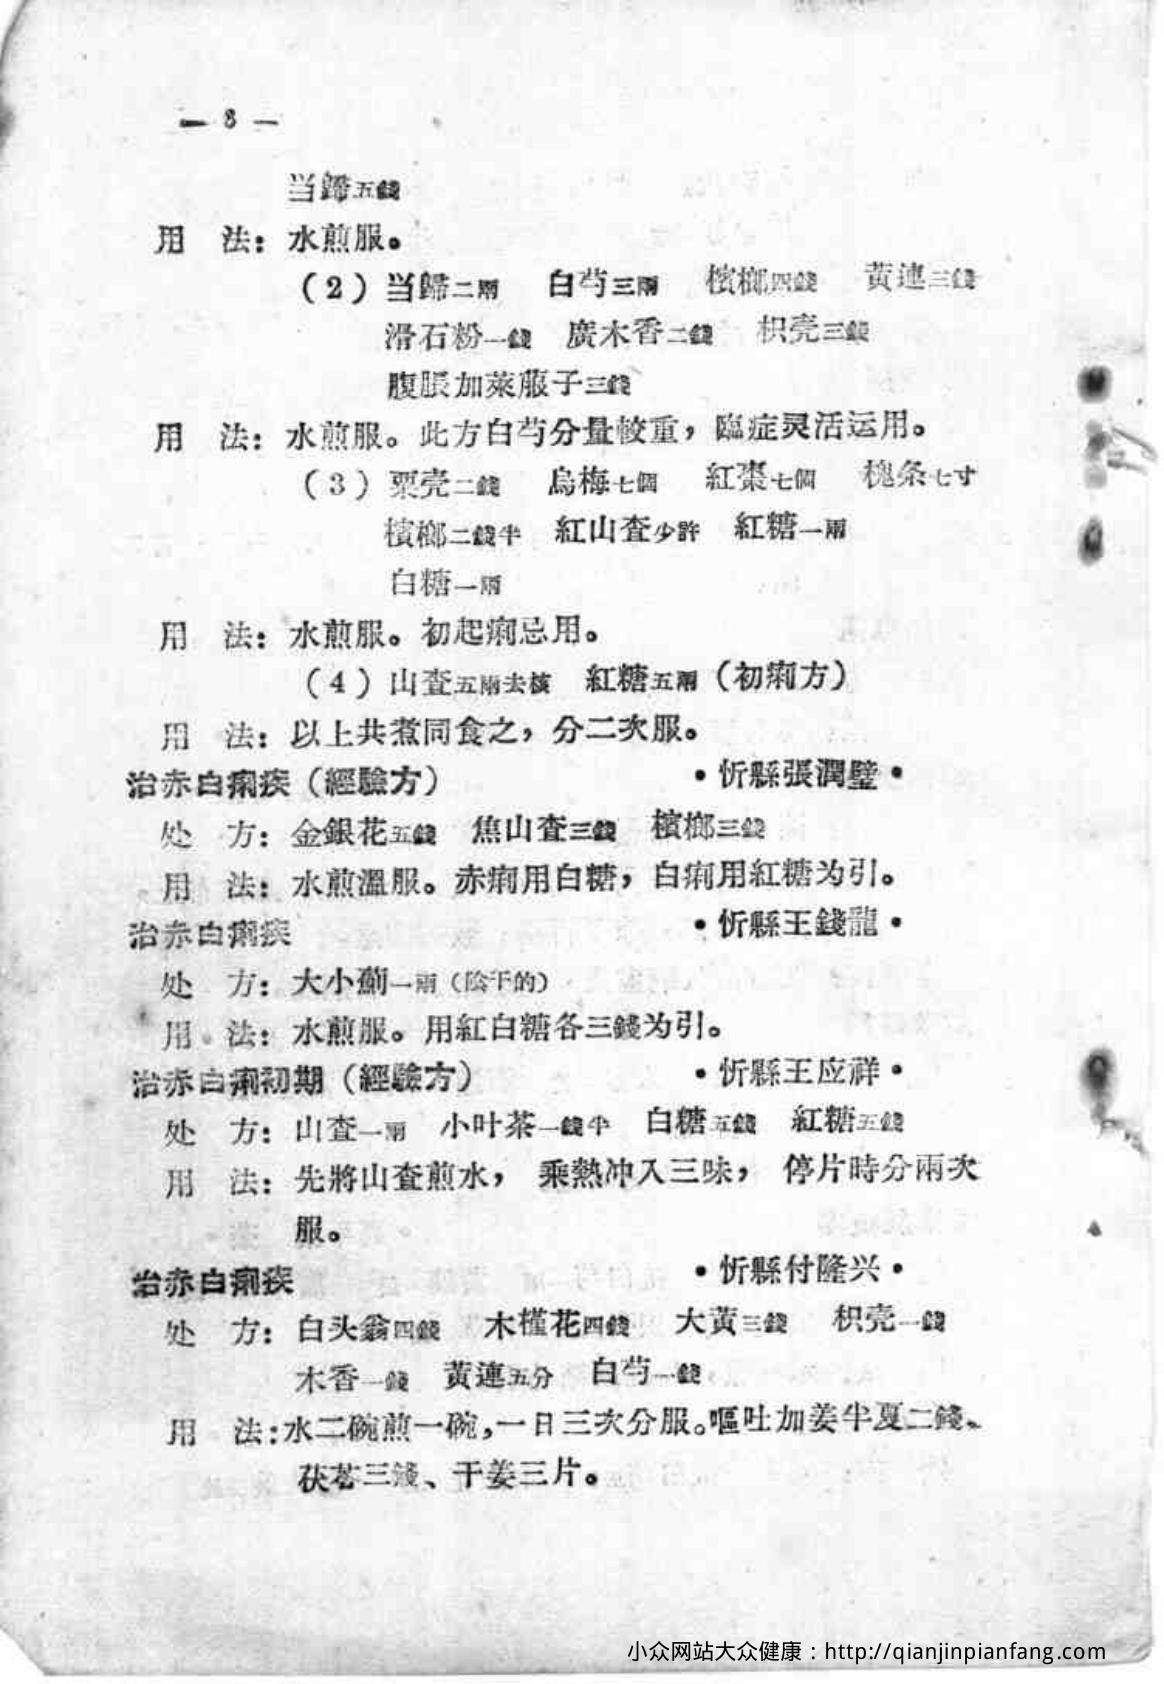 — 8 —
当歸五錢
用 法：水煎服。
（2）当歸二兩 白芍三兩 檳榔四錢 黃連三錢
滑石粉一錢 廣木香二錢 枳壳三錢
腹脹加萊菔子三錢
用 法：水煎服。此方白芍分量較重，臨症灵活运用。
（3）粟壳二錢 烏梅七個 紅棗七個 槐条七寸
檳榔二錢半 紅山查少許 紅糖一兩
白糖一兩
用 法：水煎服。初起痢忌用。
（4）山查五兩去核 紅糖五兩（初痢方）
用 法：以上共煮同食之，分二次服。
治赤白痢疾（經驗方） •忻縣張潤璧•
处 方：金銀花五錢 焦山查三錢 檳榔三錢
用 法：水煎溫服。赤痢用白糖，白痢用紅糖为引。
治赤白痢疾 •忻縣王錢龍•
处 方：大小薊一兩（陰干的）
用 法：水煎服。用紅白糖各三錢为引。
治赤白痢初期（經驗方） •忻縣王应祥•
处 方：山查一兩 小叶茶一錢半 白糖五錢 紅糖五錢
用 法：先將山查煎水， 乘熱冲入三味， 停片時分兩次
服。
治赤白痢疾 •忻縣付隆兴•
处 方：白头翁四錢 木槿花四錢 大黃三錢 枳壳一錢
木香一錢 黃連五分 白芍一錢
用 法：水二碗煎一碗，一日三次分服。嘔吐加姜半夏二錢、
茯苓三錢、干姜三片。
小众网站大众健康：http://qianjinpianfang.com